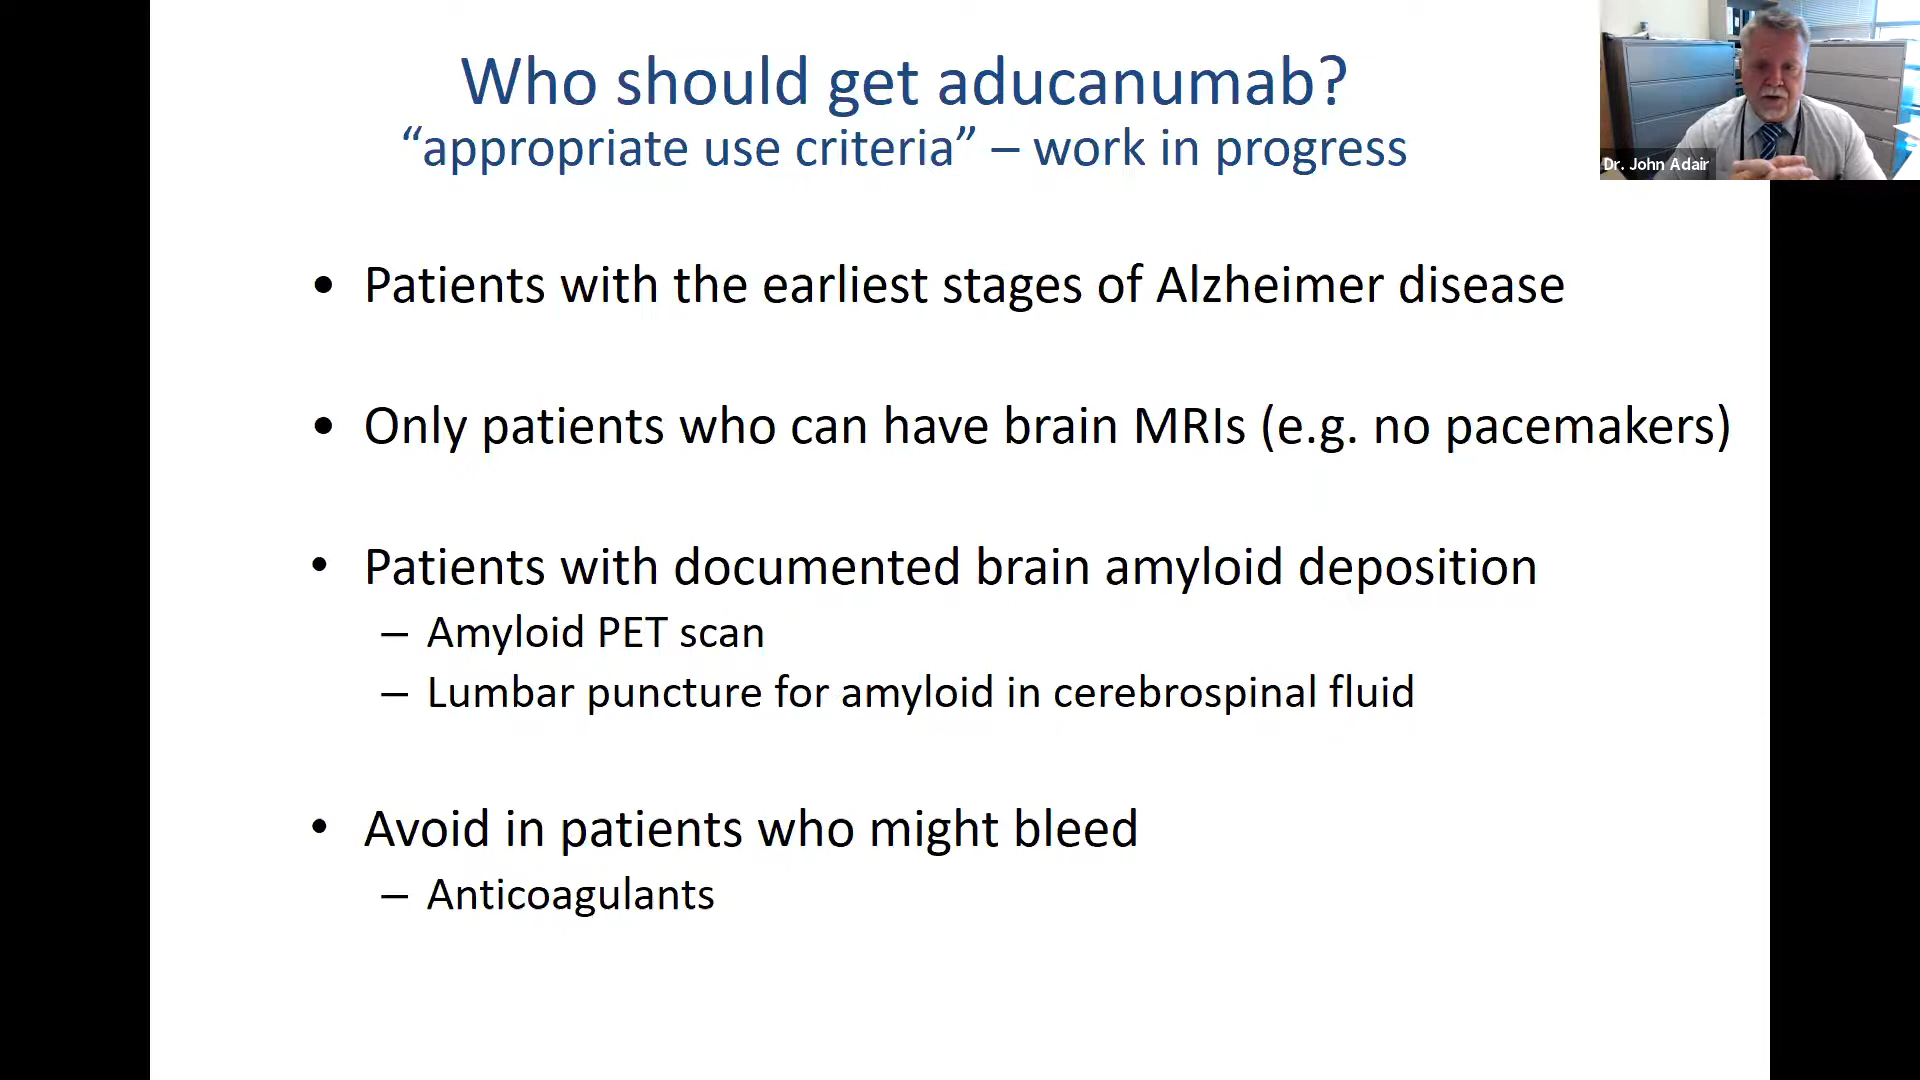 Who should get aducanumab?
“appropriate use criteria” – work in progress
Dr. John Adair
• Patients with the earliest stages of Alzheimer disease
• Only patients who can have brain MRIs (e.g. no pacemakers)
• Patients with documented brain amyloid deposition
– Amyloid PET scan
– Lumbar puncture for amyloid in cerebrospinal fluid
• Avoid in patients who might bleed
– Anticoagulants